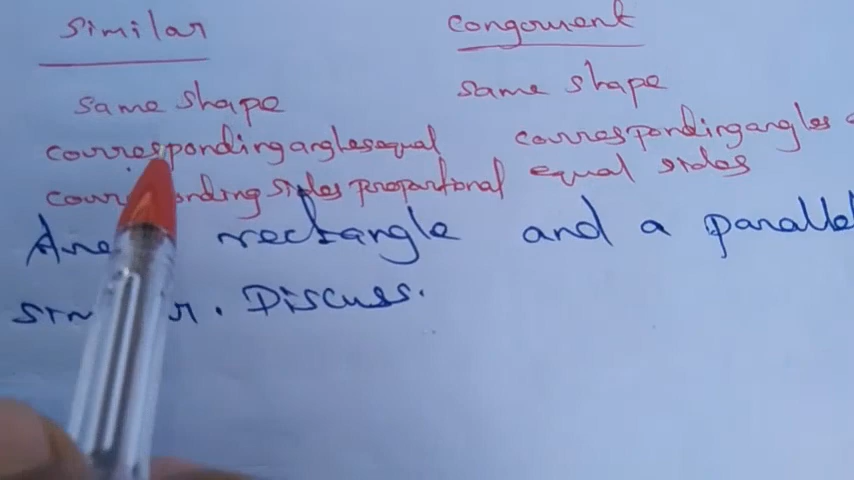 similar congruent
same shape same shape
corresponding angles equal corresponding angles
corresponding sides proportional equal sides
Are rectangle and a parallel
Discuss.